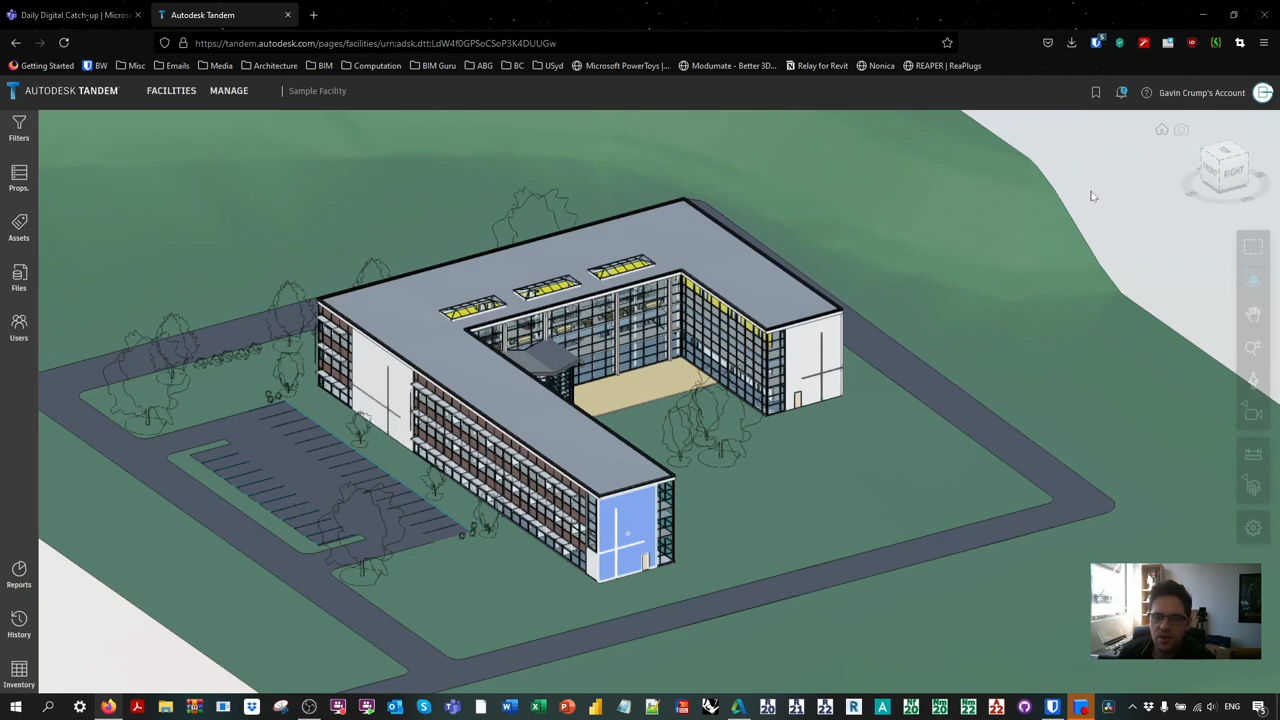 Daily Digital Catch-up | Micros
Autodesk Tandem
https://tandem.autodesk.com/pages/facilities/urn:adsk.dtt:LdW4f0GPSoCSoP3K4DUUGw
Getting Started
BW
Misc
Emails
Media
Architecture
BIM
Computation
BIM Guru
ABG
BC
USyd
Microsoft PowerToys |...
Modumate - Better 3D...
Relay for Revit
Nonica
REAPER | ReaPlugs
AUTODESK TANDEM
FACILITIES
MANAGE
Sample Facility
Gavin Crump's Account
Filters
Props.
Assets
Files
Users
Reports
History
Inventory
FRONT
RIGHT
ENG